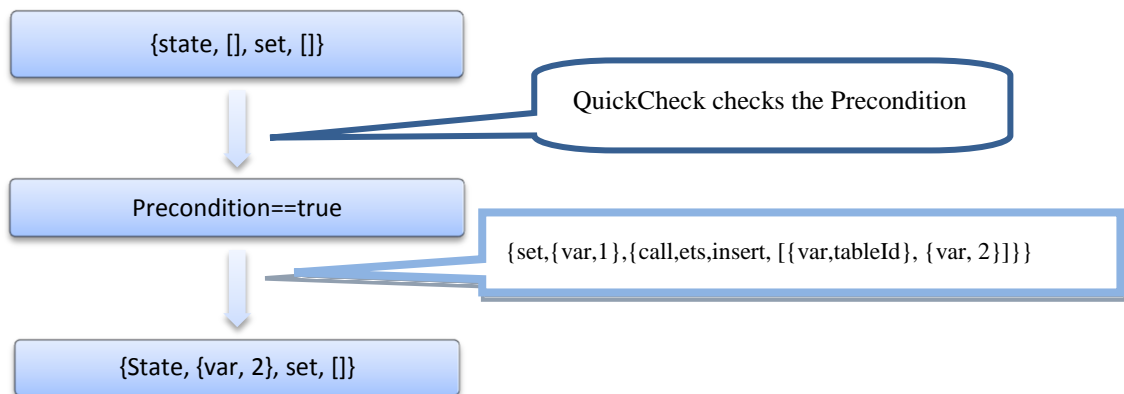 {state, [], set, []}
QuickCheck checks the Precondition
Precondition==true
{set,{var,1},{call,ets,insert, [{var,tableId}, {var, 2}]}}
{State, {var, 2}, set, []}